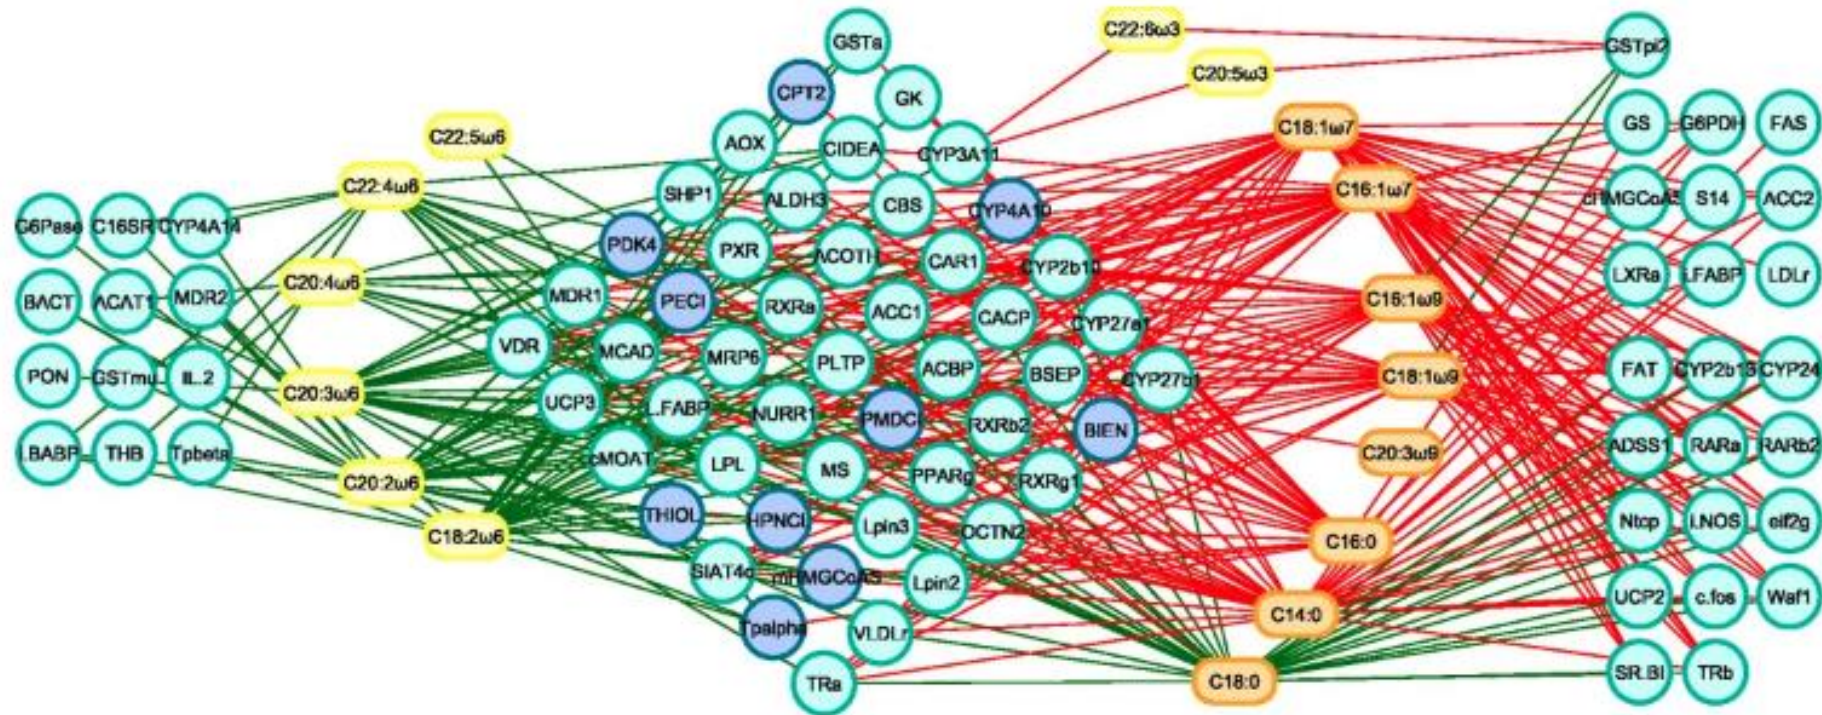 C22:6ω3
GSTa
GSTpi2
C20:5ω3
CPT2
GK
C18:1ω7
GS
G6PDH
FAS
C22:5ω6
AOX
CIDEA
CYP3A11
C22:4ω6
SHP1
ALDH3
CBS
CYP4A10
C16:1ω7
cHMGCoAS
S14
ACC2
G6Pase
C16SR
CYP4A14
PDK4
PXR
ACOTH
CAR1
CYP2b10
LXRa
i.FABP
LDLr
C20:4ω6
BACT
ACAT1
MDR2
MDR1
PECI
RXRa
ACC1
CACP
CYP27a1
C16:1ω9
VDR
MCAD
MRP6
PLTP
ACBP
BSEP
CYP27b1
C18:1ω9
FAT
CYP2b13
CYP24
PON
GSTmu
IL.2
C20:3ω6
UCP3
L.FABP
NURR1
PMDCI
RXRb2
BIEN
C20:3ω9
ADSS1
RARa
RARb2
i.BABP
THB
Tpbeta
C20:2ω6
cMOAT
LPL
MS
PPARg
RXRg1
C18:2ω6
THIOL
HPNCL
Lpin3
OCTN2
C16:0
Ntcp
i.NOS
eif2g
SIAT4c
mHMGCoAS
Lpin2
C14:0
UCP2
c.fos
Waf1
Tpalpha
VLDLr
TRa
C18:0
SR.BI
TRb